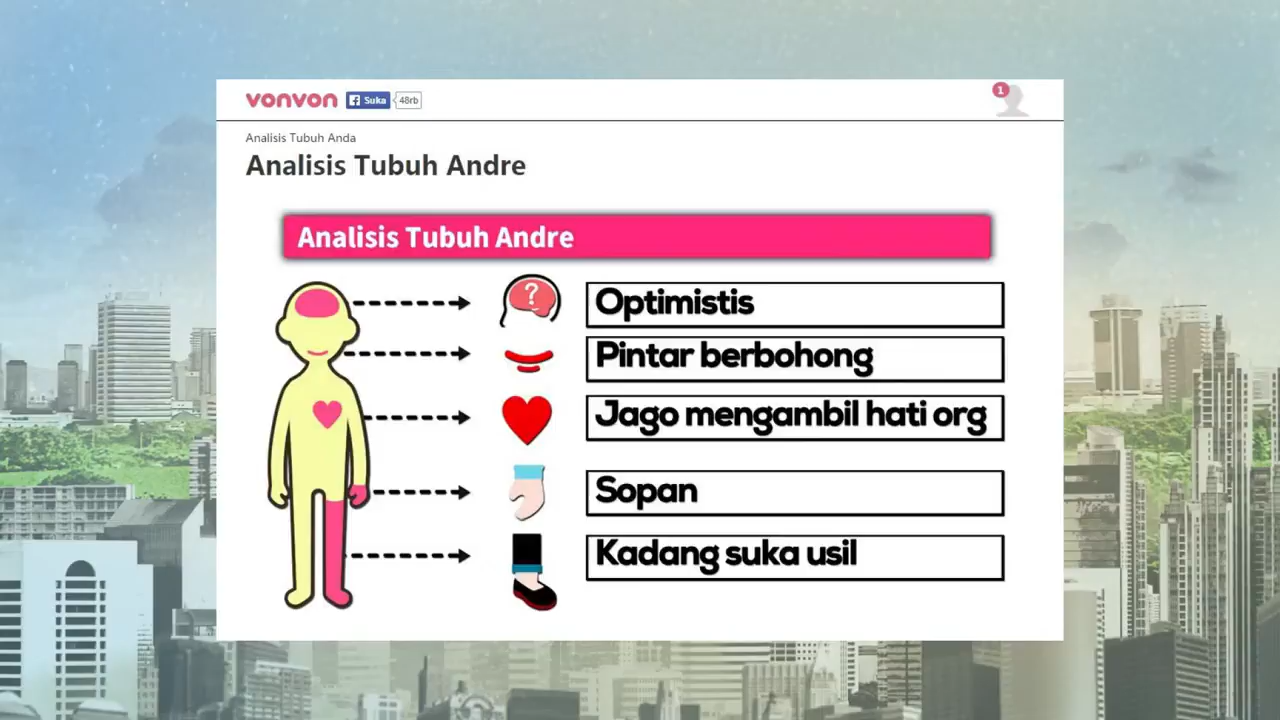 vonvon
Suka
48rb
1
Analisis Tubuh Anda
Analisis Tubuh Andre
Analisis Tubuh Andre
?
Optimistis
Pintar berbohong
Jago mengambil hati org
Sopan
Kadang suka usil